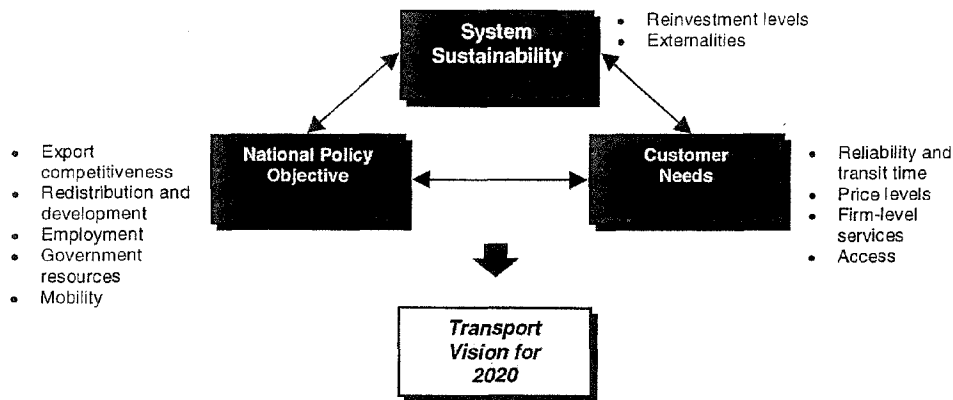 System
Sustainability
• Reinvestment levels
• Externalities
National Policy
Objective
Customer
Needs
• Export
competitiveness
• Redistribution and
development
• Employment
• Government
resources
• Mobility
• Reliability and
transit time
• Price levels
• Firm-level
services
• Access
Transport
Vision for
2020